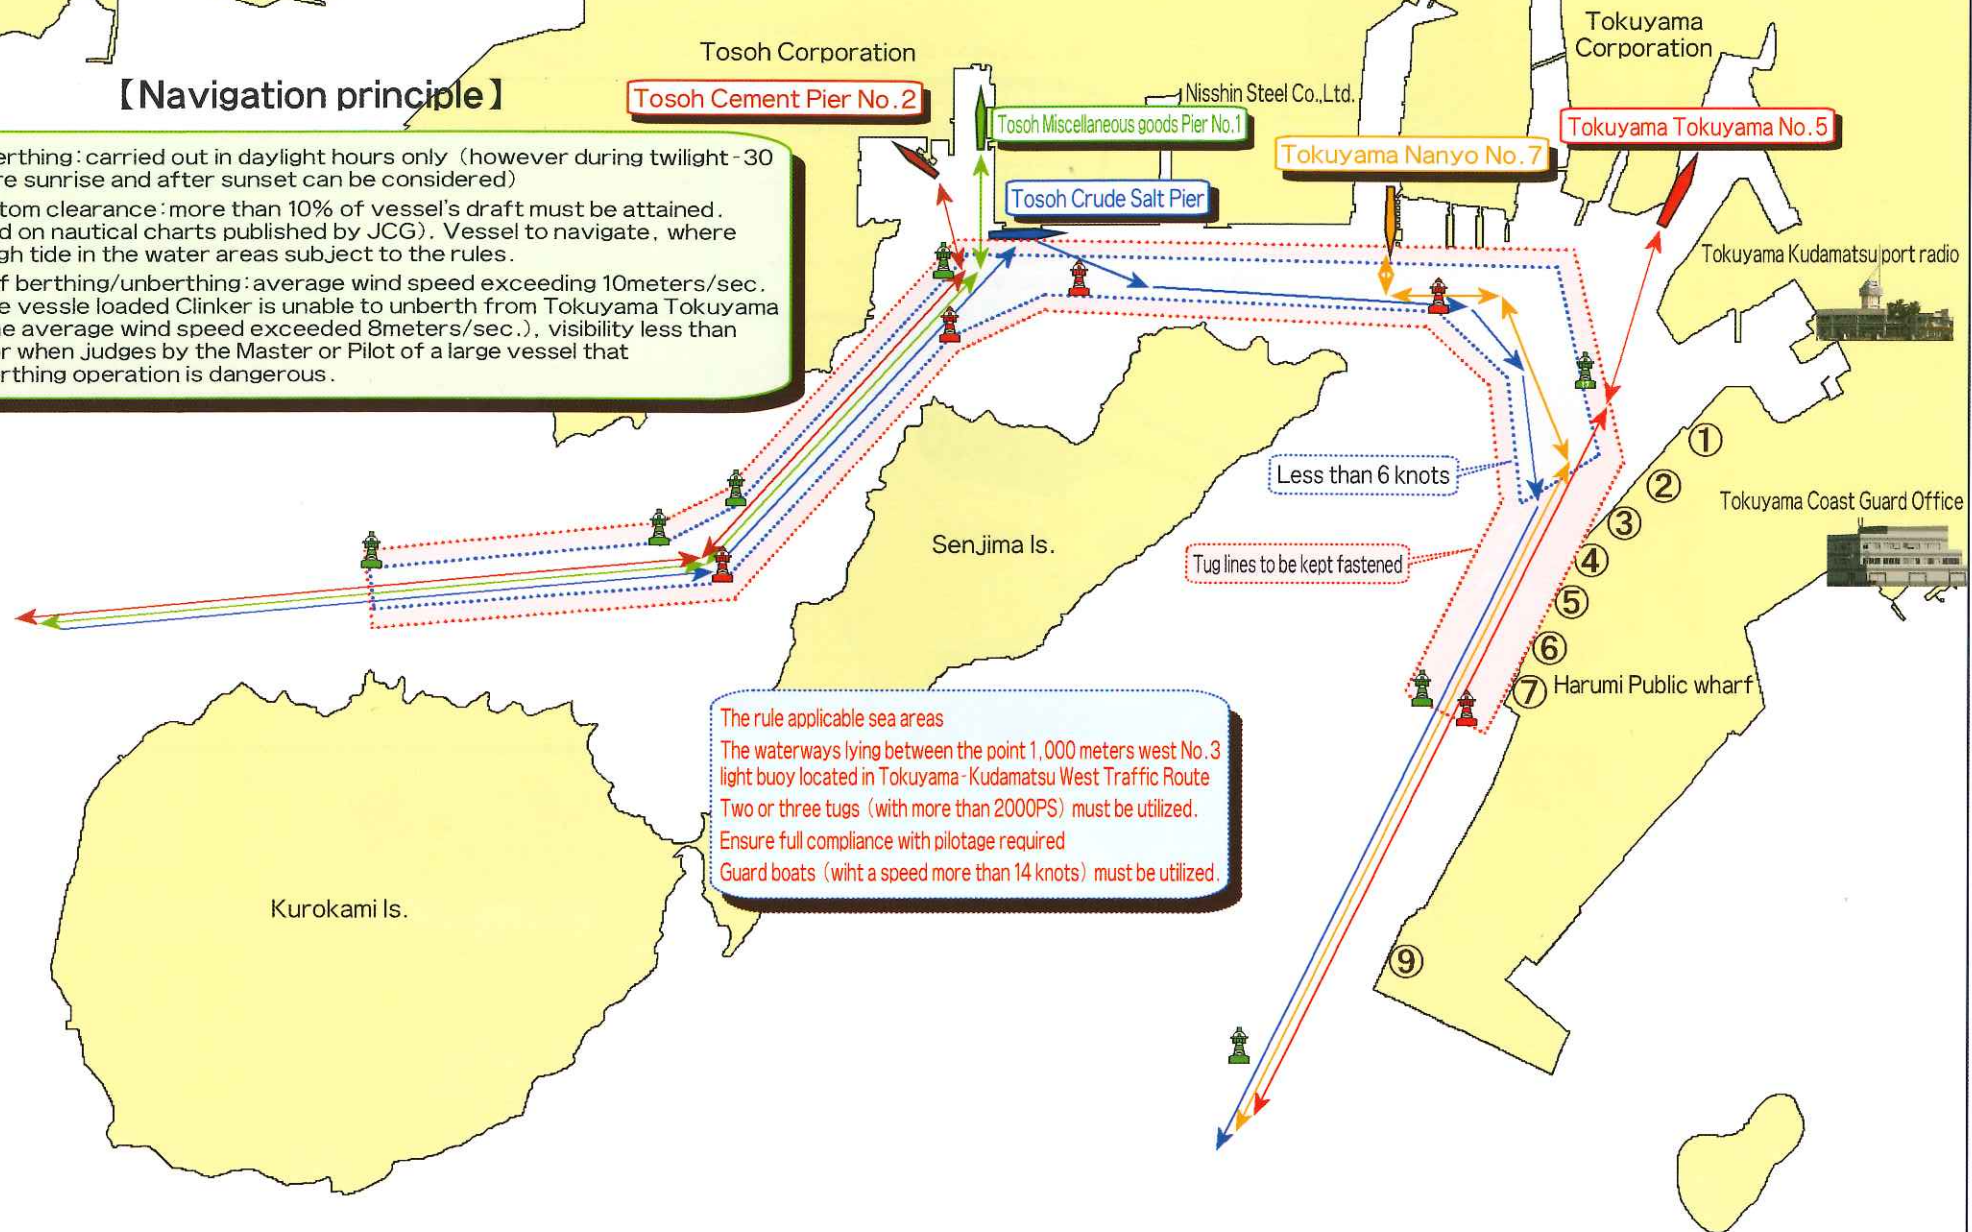 Tokuyama
Corporation
Tosoh Corporation
【Navigation principle】
Tosoh Cement Pier No.2
Nisshin Steel Co.,Ltd.
Tosoh Miscellaneous goods Pier No.1
Tokuyama Tokuyama No.5
Tokuyama Nanyo No.7
erthing:carried out in daylight hours only (however during twilight-30
re sunrise and after sunset can be considered)
tom clearance:more than 10% of vessel's draft must be attained.
d on nautical charts published by JCG). Vessel to navigate, where
gh tide in the water areas subject to the rules.
f berthing/unberthing:average wind speed exceeding 10meters/sec.
e vessle loaded Clinker is unable to unberth from Tokuyama Tokuyama
ne average wind speed exceeded 8meters/sec.), visibility less than
or when judges by the Master or Pilot of a large vessel that
rthing operation is dangerous.
Tosoh Crude Salt Pier
Tokuyama Kudamatsu port radio
①
Less than 6 knots
②
Tokuyama Coast Guard Office
③
Senjima Is.
Tug lines to be kept fastened
④
⑤
⑥
⑦ Harumi Public wharf
The rule applicable sea areas
The waterways lying between the point 1,000 meters west No.3
light buoy located in Tokuyama-Kudamatsu West Traffic Route
Two or three tugs (with more than 2000PS) must be utilized.
Ensure full compliance with pilotage required
Guard boats (wiht a speed more than 14 knots) must be utilized.
Kurokami Is.
⑨